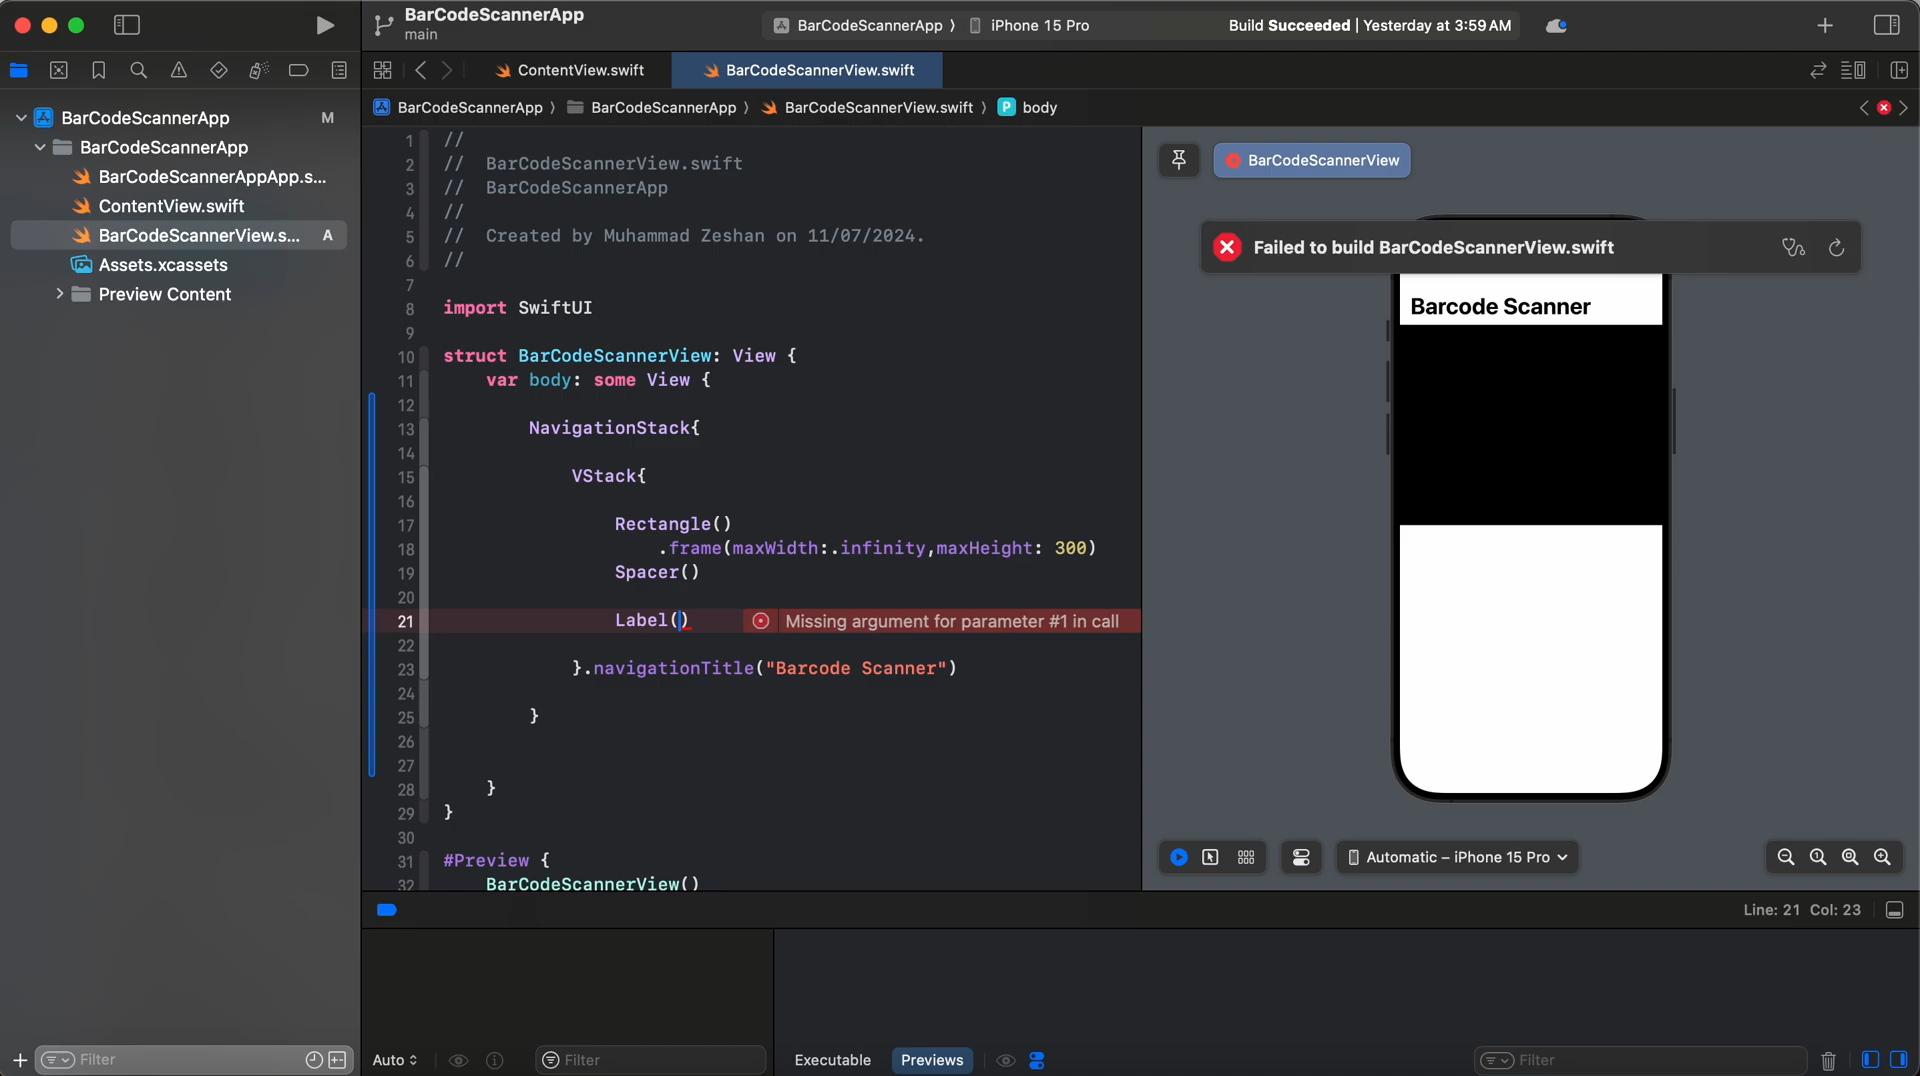 BarCodeScannerApp
main
BarCodeScannerApp ⟩ iPhone 15 Pro
Build Succeeded | Yesterday at 3:59 AM
ContentView.swift
BarCodeScannerView.swift
BarCodeScannerApp ⟩ BarCodeScannerApp ⟩ BarCodeScannerView.swift ⟩ P body
BarCodeScannerApp M
BarCodeScannerApp
BarCodeScannerAppApp.s...
ContentView.swift
BarCodeScannerView.s... A
Assets.xcassets
Preview Content
1 //
2 // BarCodeScannerView.swift
3 // BarCodeScannerApp
4 //
5 // Created by Muhammad Zeshan on 11/07/2024.
6 //
7
8 import SwiftUI
9
10 struct BarCodeScannerView: View {
11 var body: some View {
12
13 NavigationStack{
14
15 VStack{
16
17 Rectangle()
18 .frame(maxWidth:.infinity,maxHeight: 300)
19 Spacer()
20
21 Label() Missing argument for parameter #1 in call
22
23 }.navigationTitle("Barcode Scanner")
24
25 }
26
27
28 }
29 }
30
31 #Preview {
32 BarCodeScannerView()
BarCodeScannerView
Failed to build BarCodeScannerView.swift
Barcode Scanner
Automatic – iPhone 15 Pro
Line: 21 Col: 23
Filter
Auto
Filter
Executable
Previews
Filter